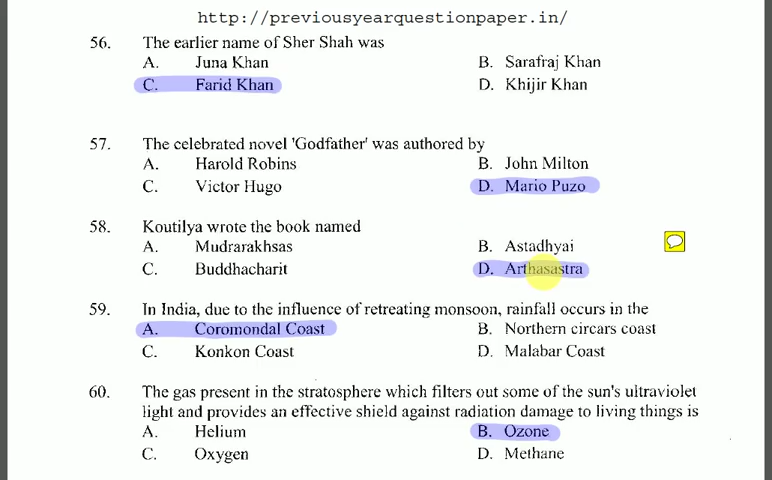 http://previousyearquestionpaper.in/
56. The earlier name of Sher Shah was
A. Juna Khan B. Sarafraj Khan
C. Farid Khan D. Khijir Khan
57. The celebrated novel 'Godfather' was authored by
A. Harold Robins B. John Milton
C. Victor Hugo D. Mario Puzo
58. Koutilya wrote the book named
A. Mudrarakhsas B. Astadhyai
C. Buddhacharit D. Arthasastra
59. In India, due to the influence of retreating monsoon, rainfall occurs in the
A. Coromondal Coast B. Northern circars coast
C. Konkon Coast D. Malabar Coast
60. The gas present in the stratosphere which filters out some of the sun's ultraviolet
light and provides an effective shield against radiation damage to living things is
A. Helium B. Ozone
C. Oxygen D. Methane